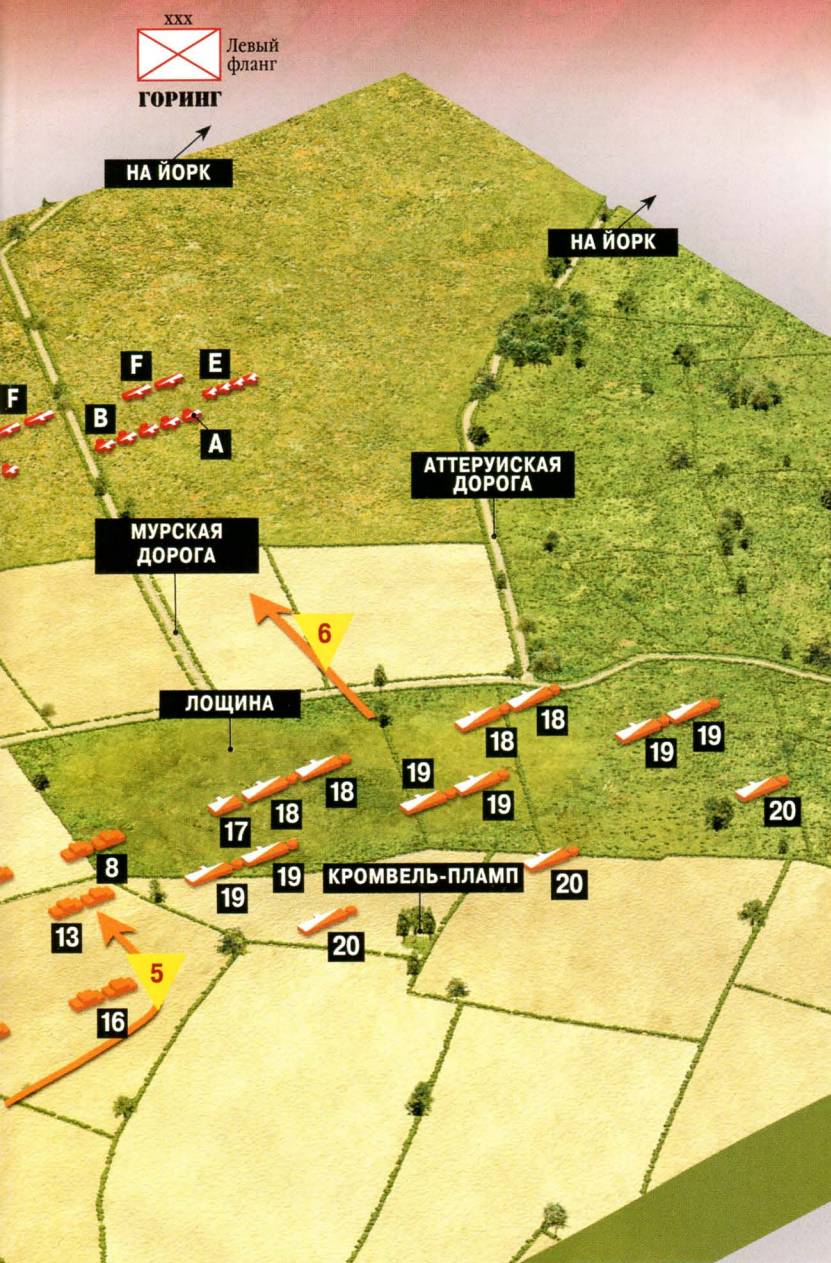 XXX
Левый
фланг
ГОРИНГ
НА ЙОРК
НА ЙОРК
F
E
F
B
A
АТТЕРУИСКАЯ
ДОРОГА
МУРСКАЯ
ДОРОГА
6
ЛОЩИНА
18
18
19
19
19
19
18
18
17
20
8
19
19
КРОМВЕЛЬ-ПЛАМП
20
13
20
5
16